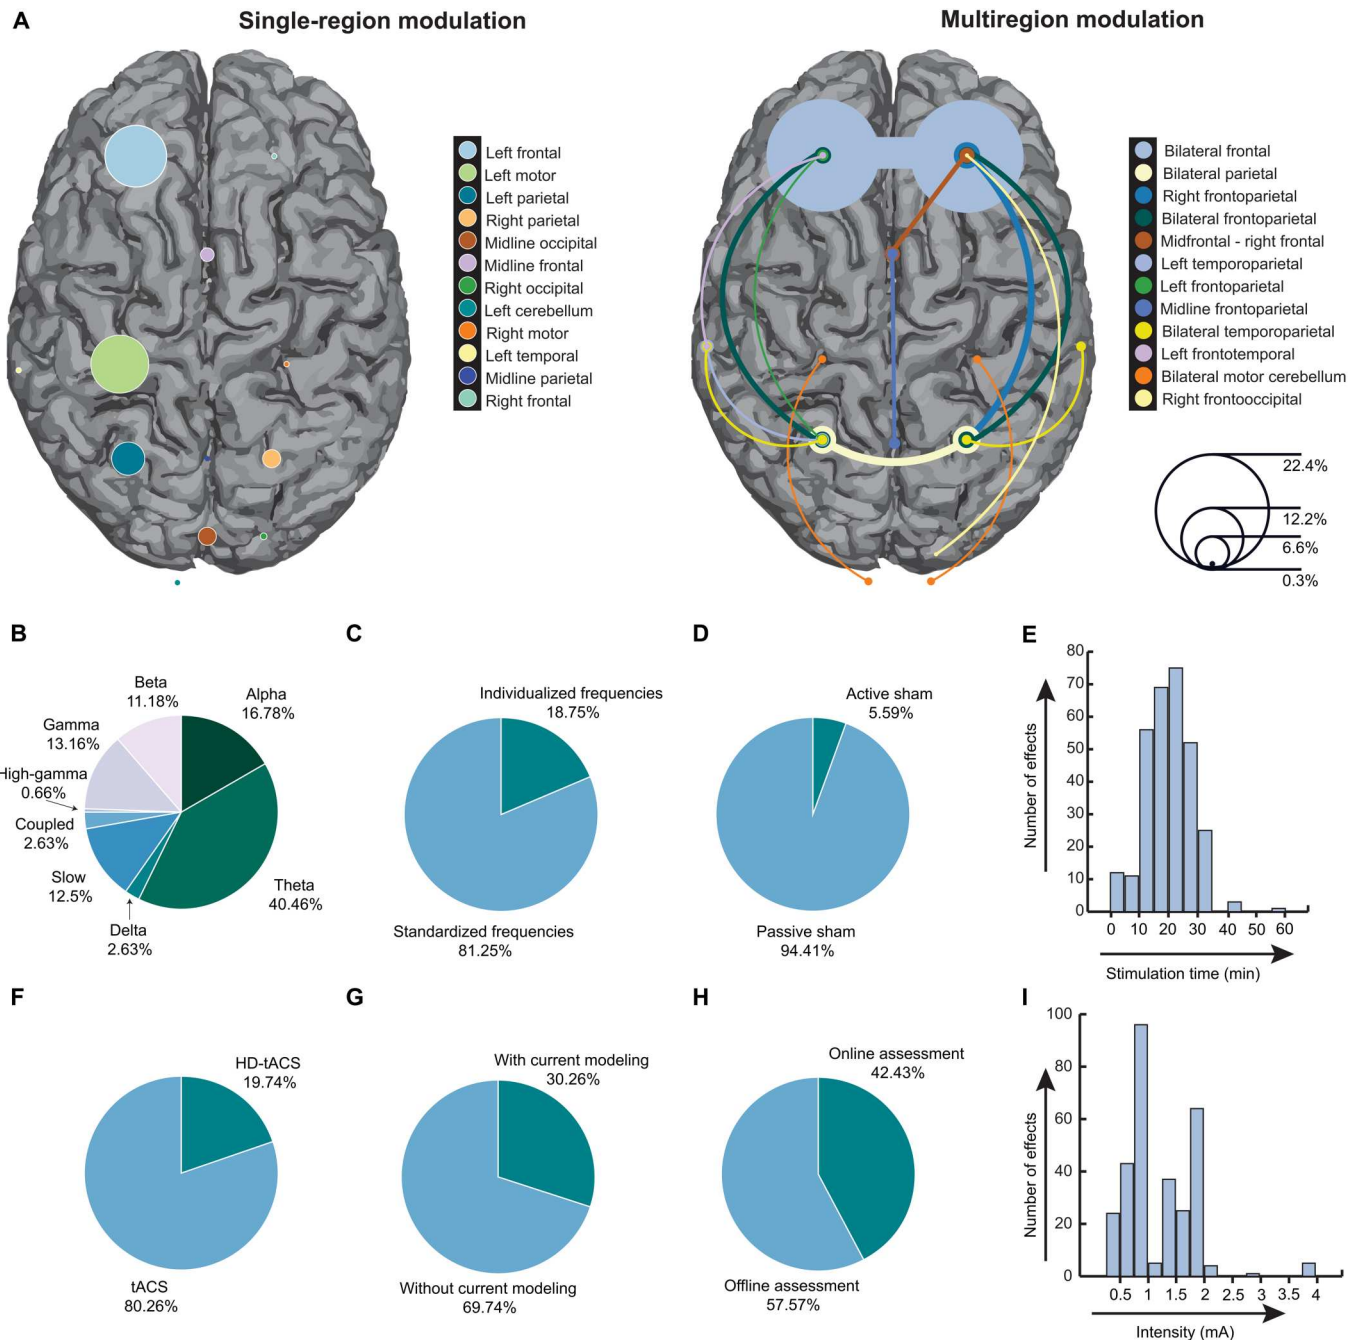 A
Single-region modulation
Multiregion modulation
Left frontal
Left motor
Left parietal
Right parietal
Midline occipital
Midline frontal
Right occipital
Left cerebellum
Right motor
Left temporal
Midline parietal
Right frontal
Bilateral frontal
Bilateral parietal
Right frontoparietal
Bilateral frontoparietal
Midfrontal - right frontal
Left temporoparietal
Left frontoparietal
Midline frontoparietal
Bilateral temporoparietal
Left frontotemporal
Bilateral motor cerebellum
Right frontooccipital
22.4%
12.2%
6.6%
0.3%
B
Beta
11.18%
Alpha
16.78%
Gamma
13.16%
High-gamma
0.66%
Coupled
2.63%
Slow
12.5%
Delta
2.63%
Theta
40.46%
C
Individualized frequencies
18.75%
Standardized frequencies
81.25%
D
Active sham
5.59%
Passive sham
94.41%
E
Number of effects
80
70
60
50
40
30
20
10
0
0 10 20 30 40 50 60
Stimulation time (min)
F
HD-tACS
19.74%
tACS
80.26%
G
With current modeling
30.26%
Without current modeling
69.74%
H
Online assessment
42.43%
Offline assessment
57.57%
I
Number of effects
100
80
60
40
20
0
0.5 1 1.5 2 2.5 3 3.5 4
Intensity (mA)